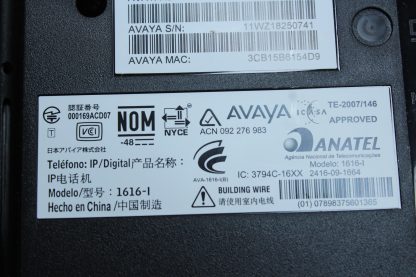 AVAYA S/N: 11WZ18250741
AVAYA MAC: 3CB15B6154D9
認証番号
000169ACD07
T VCCI
NOM
-48
NYCE
AVAYA
ACN 092 276 983
ICASA
TE-2007/146
APPROVED
日本アバイア株式会社
ANATEL
Agência Nacional de Telecomunicações
Modelo: 1616-I
Teléfono: IP/Digital产品名称:
IP电话机
Modelo/型号: 1616-I
Hecho en China/中国制造
AVA-1616-I(B)
IC: 3794C-16XX
2416-09-1664
BUILDING WIRE
请使用室内电线
(01) 07898375601365